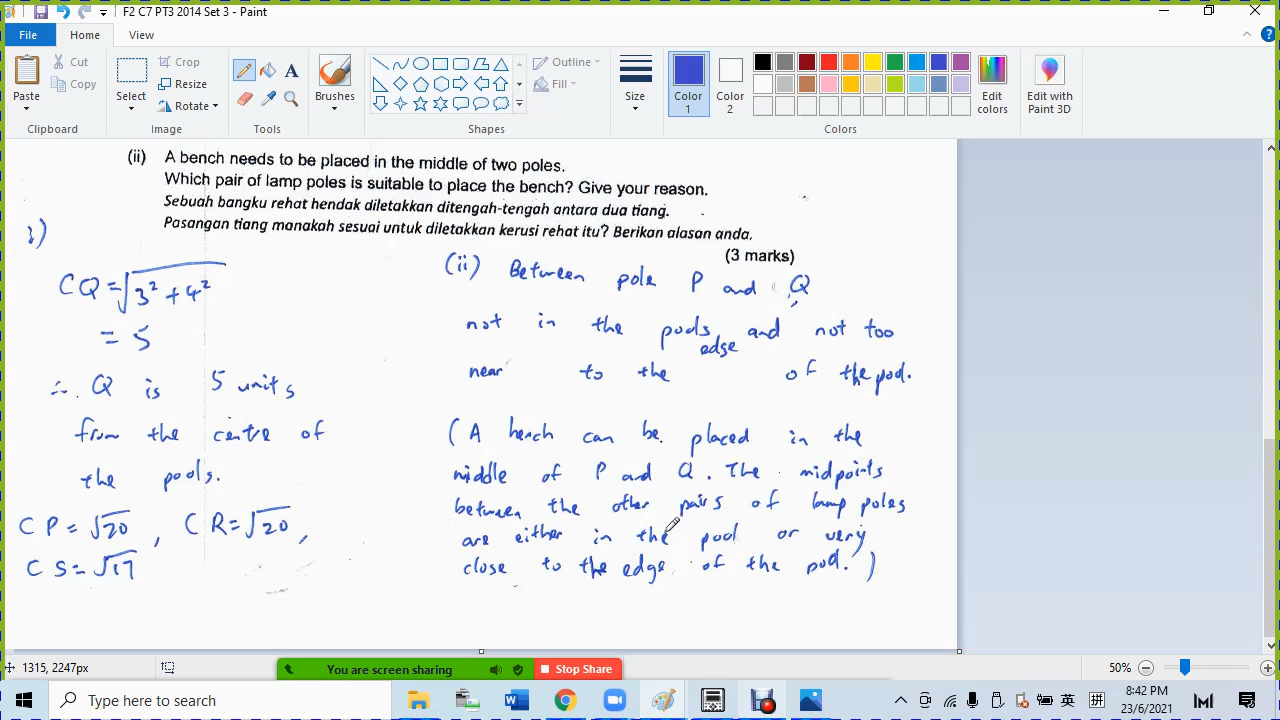 F2 C7 PT3 2014 Set 3 - Paint
File Home View
Paste
Cut
Copy
Clipboard
Select
Crop
Resize
Rotate
Image
Tools
Brushes
Outline
Fill
Shapes
Size
Color 1
Color 2
Edit colors
Edit with Paint 3D
Colors
(ii) A bench needs to be placed in the middle of two poles.
Which pair of lamp poles is suitable to place the bench? Give your reason.
Sebuah bangku rehat hendak diletakkan ditengah-tengah antara dua tiang.
Pasangan tiang manakah sesuai untuk diletakkan kerusi rehat itu? Berikan alasan anda.
(3 marks)
CQ = √3² + 4²
= 5
∴ Q is 5 units
from the centre of
the pools.
CP = √20 , CR = √20 ,
CS = √17
(ii) Between pole P and Q
not in the pools and not too
near to the edge of the pool.
(A bench can be placed in the
middle of P and Q. The midpoints
between the other pairs of lamp poles
are either in the pool or very
close to the edge of the pool.)
1315, 2247px
You are screen sharing
Stop Share
50%
Type here to search
英
拼
8:42 PM
23/6/2021